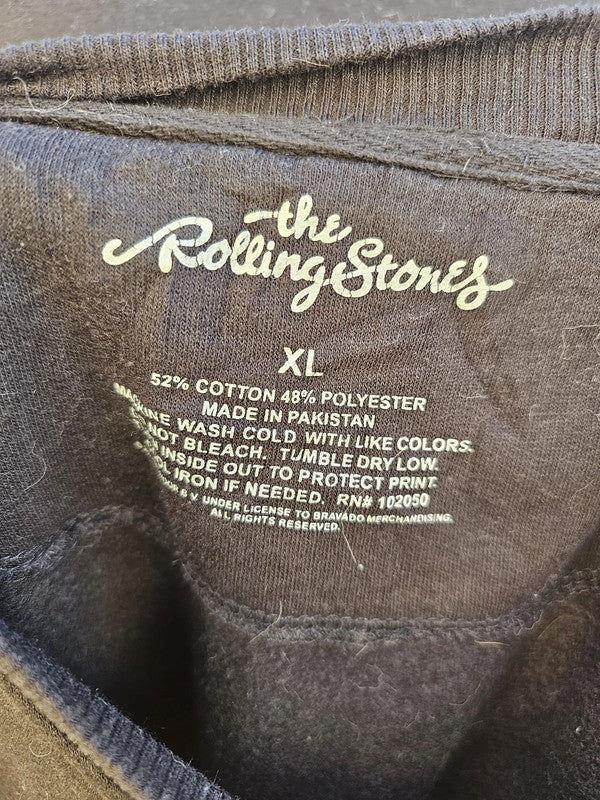 the
Rolling Stones
XL
52% COTTON 48% POLYESTER
MADE IN PAKISTAN
MACHINE WASH COLD WITH LIKE COLORS.
NOT BLEACH. TUMBLE DRY LOW.
INSIDE OUT TO PROTECT PRINT.
IRON IF NEEDED. RN# 102050
V. UNDER LICENSE TO BRAVADO MERCHANDISING.
ALL RIGHTS RESERVED.